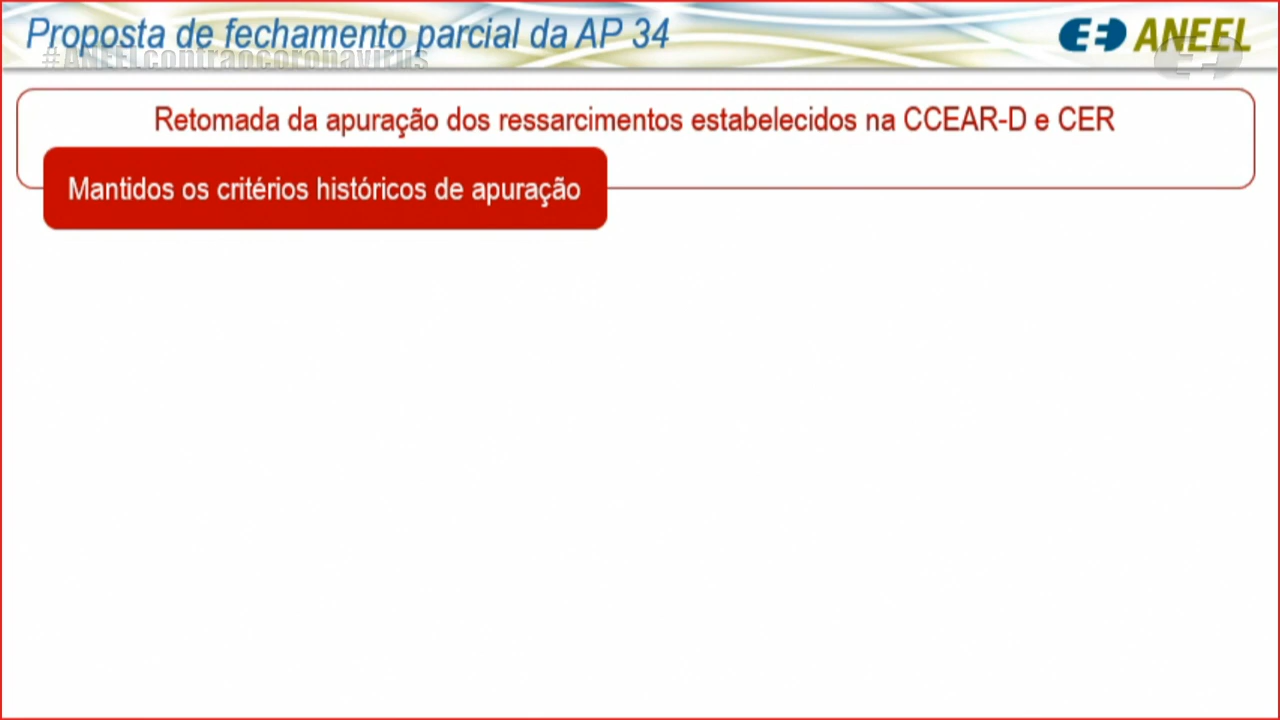 Proposta de fechamento parcial da AP 34
ANEEL
#ANEELcontraocoronavirus
Retomada da apuração dos ressarcimentos estabelecidos na CCEAR-D e CER
Mantidos os critérios históricos de apuração